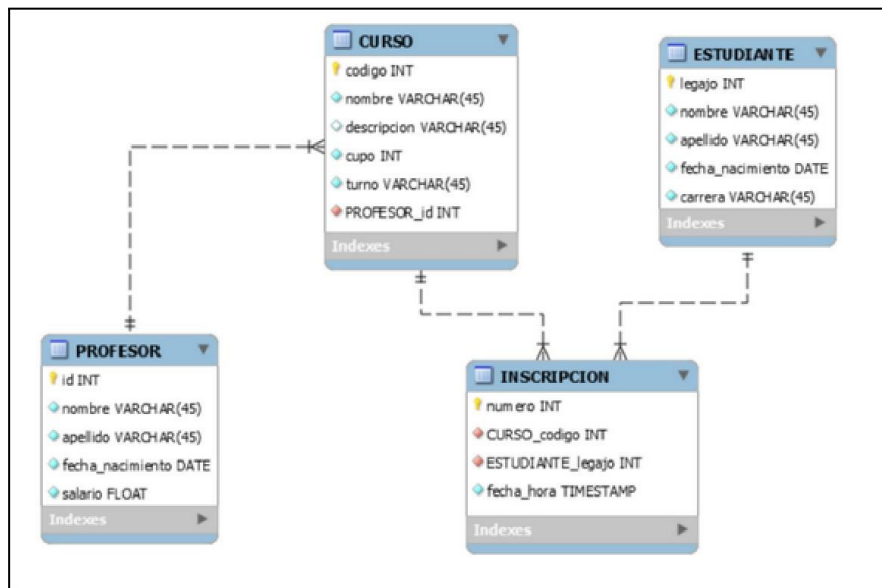 CURSO
codigo INT
nombre VARCHAR(45)
descripcion VARCHAR(45)
cupo INT
turno VARCHAR(45)
PROFESOR_id INT
Indexes
ESTUDIANTE
legajo INT
nombre VARCHAR(45)
apellido VARCHAR(45)
fecha_nacimiento DATE
carrera VARCHAR(45)
Indexes
PROFESOR
id INT
nombre VARCHAR(45)
apellido VARCHAR(45)
fecha_nacimiento DATE
salario FLOAT
Indexes
INSCRIPCION
numero INT
CURSO_codigo INT
ESTUDIANTE_legajo INT
fecha_hora TIMESTAMP
Indexes